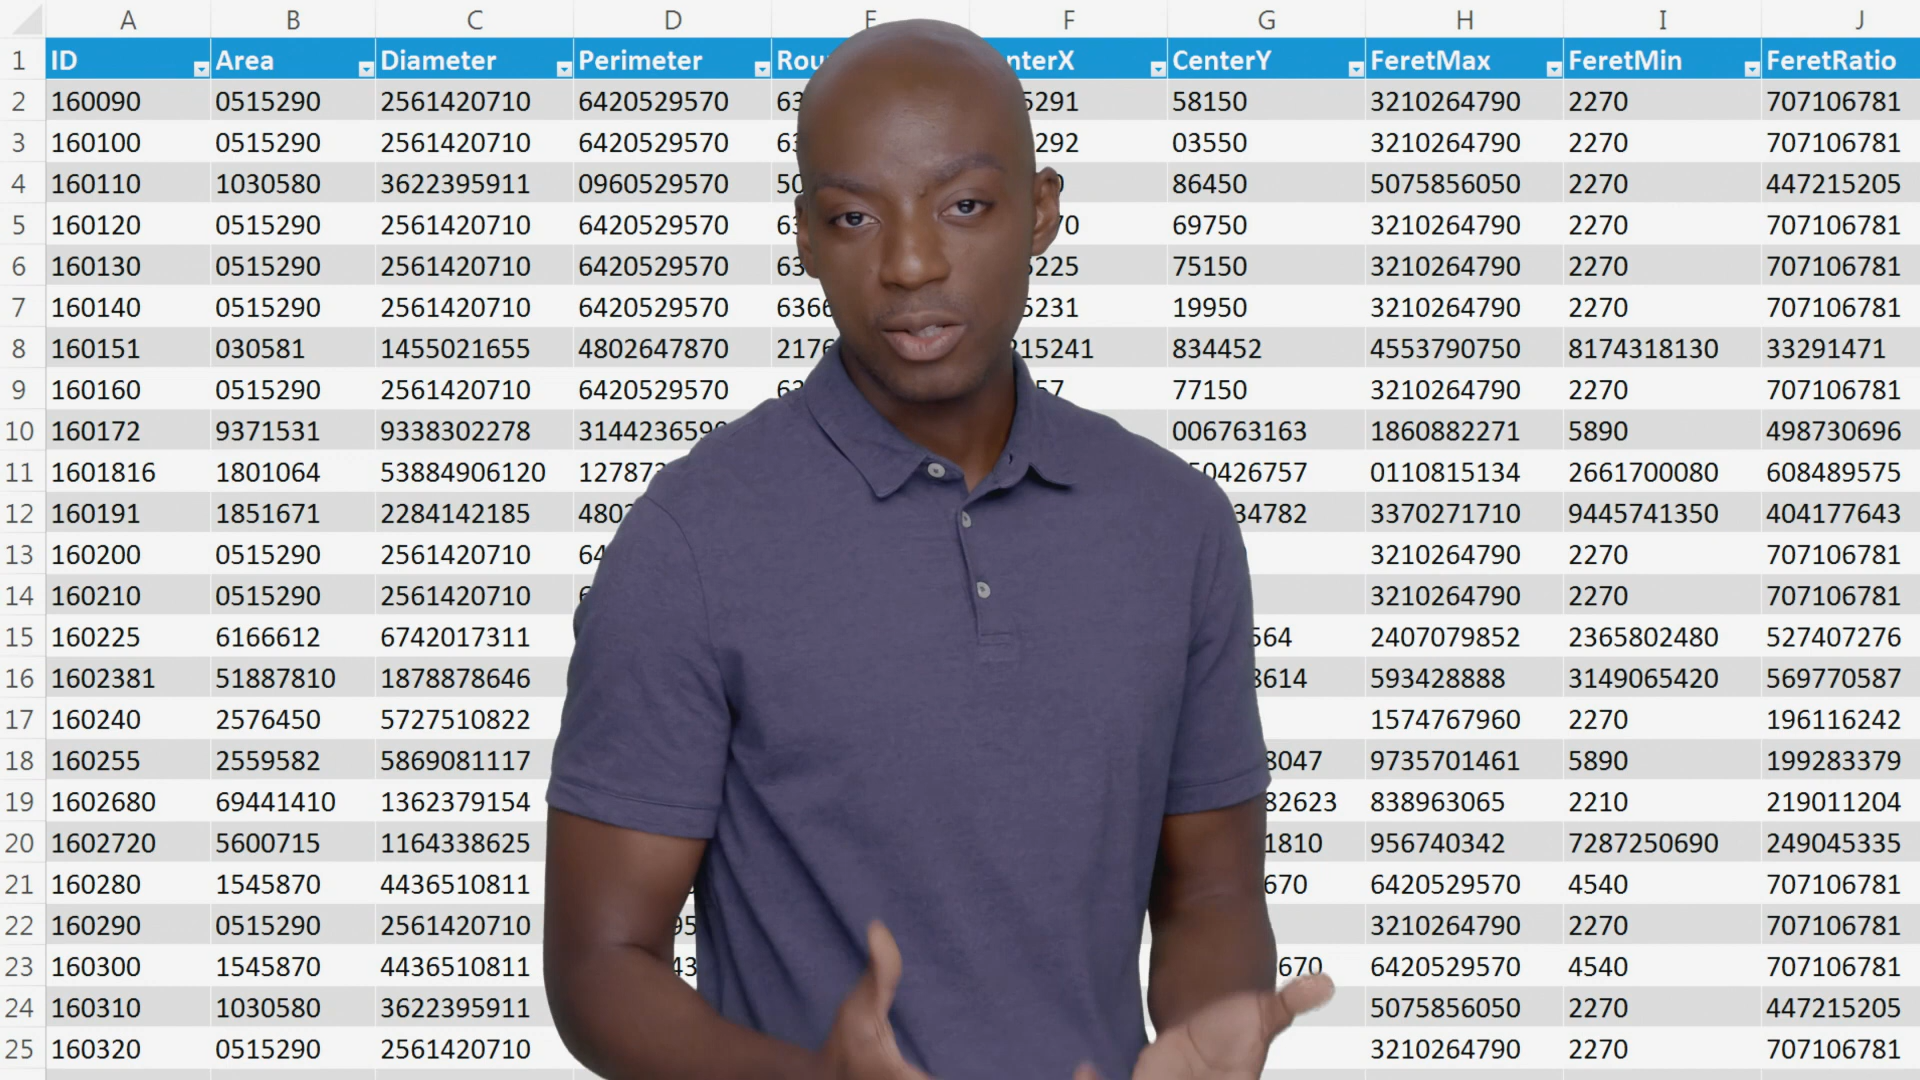 A B C D F G H I J
1 ID Area Diameter Perimeter CenterY FeretMax FeretMin FeretRatio
2 160090 0515290 2561420710 6420529570 58150 3210264790 2270 707106781
3 160100 0515290 2561420710 6420529570 03550 3210264790 2270 707106781
4 160110 1030580 3622395911 0960529570 86450 5075856050 2270 447215205
5 160120 0515290 2561420710 6420529570 69750 3210264790 2270 707106781
6 160130 0515290 2561420710 6420529570 75150 3210264790 2270 707106781
7 160140 0515290 2561420710 6420529570 19950 3210264790 2270 707106781
8 160151 030581 1455021655 4802647870 834452 4553790750 8174318130 33291471
9 160160 0515290 2561420710 6420529570 77150 3210264790 2270 707106781
10 160172 9371531 9338302278 006763163 1860882271 5890 498730696
11 1601816 1801064 53884906120 0110815134 2661700080 608489575
12 160191 1851671 2284142185 3370271710 9445741350 404177643
13 160200 0515290 2561420710 3210264790 2270 707106781
14 160210 0515290 2561420710 3210264790 2270 707106781
15 160225 6166612 6742017311 2407079852 2365802480 527407276
16 1602381 51887810 1878878646 593428888 3149065420 569770587
17 160240 2576450 5727510822 1574767960 2270 196116242
18 160255 2559582 5869081117 9735701461 5890 199283379
19 1602680 69441410 1362379154 838963065 2210 219011204
20 1602720 5600715 1164338625 956740342 7287250690 249045335
21 160280 1545870 4436510811 6420529570 4540 707106781
22 160290 0515290 2561420710 3210264790 2270 707106781
23 160300 1545870 4436510811 6420529570 4540 707106781
24 160310 1030580 3622395911 5075856050 2270 447215205
25 160320 0515290 2561420710 3210264790 2270 707106781